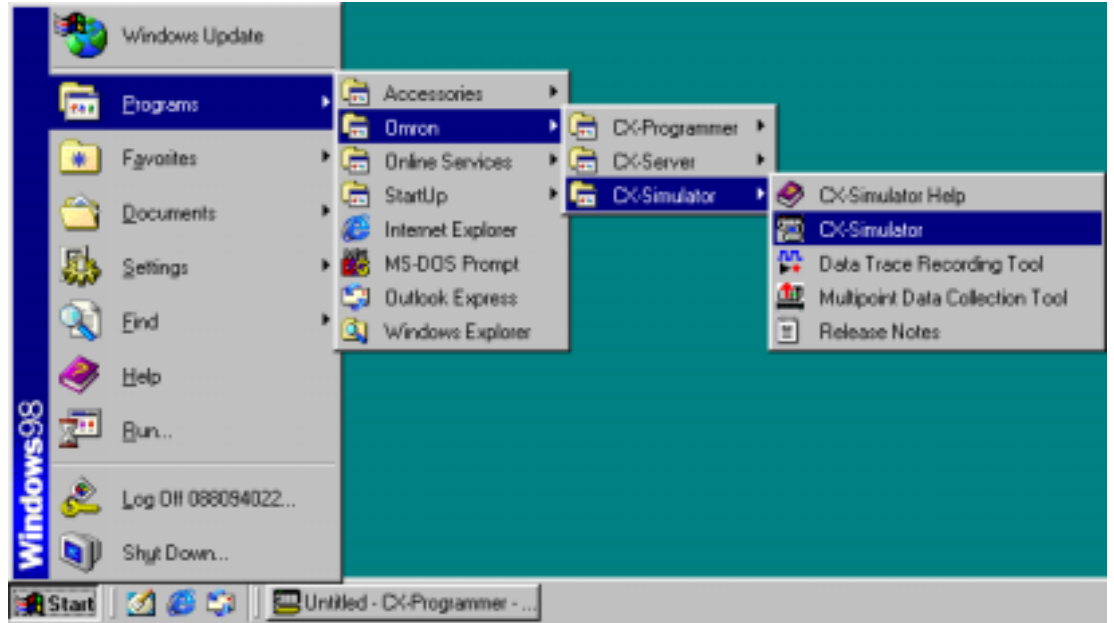 Windows Update
Programs
Favorites
Documents
Settings
Find
Help
Run...
Log Off 088094022...
Shut Down...
Windows98
Accessories
Omron
Online Services
StartUp
Internet Explorer
MS-DOS Prompt
Outlook Express
Windows Explorer
CX-Programmer
CX-Server
CX-Simulator
CX-Simulator Help
CX-Simulator
Data Trace Recording Tool
Multipoint Data Collection Tool
Release Notes
Start
Untitled - CX-Programmer - ...